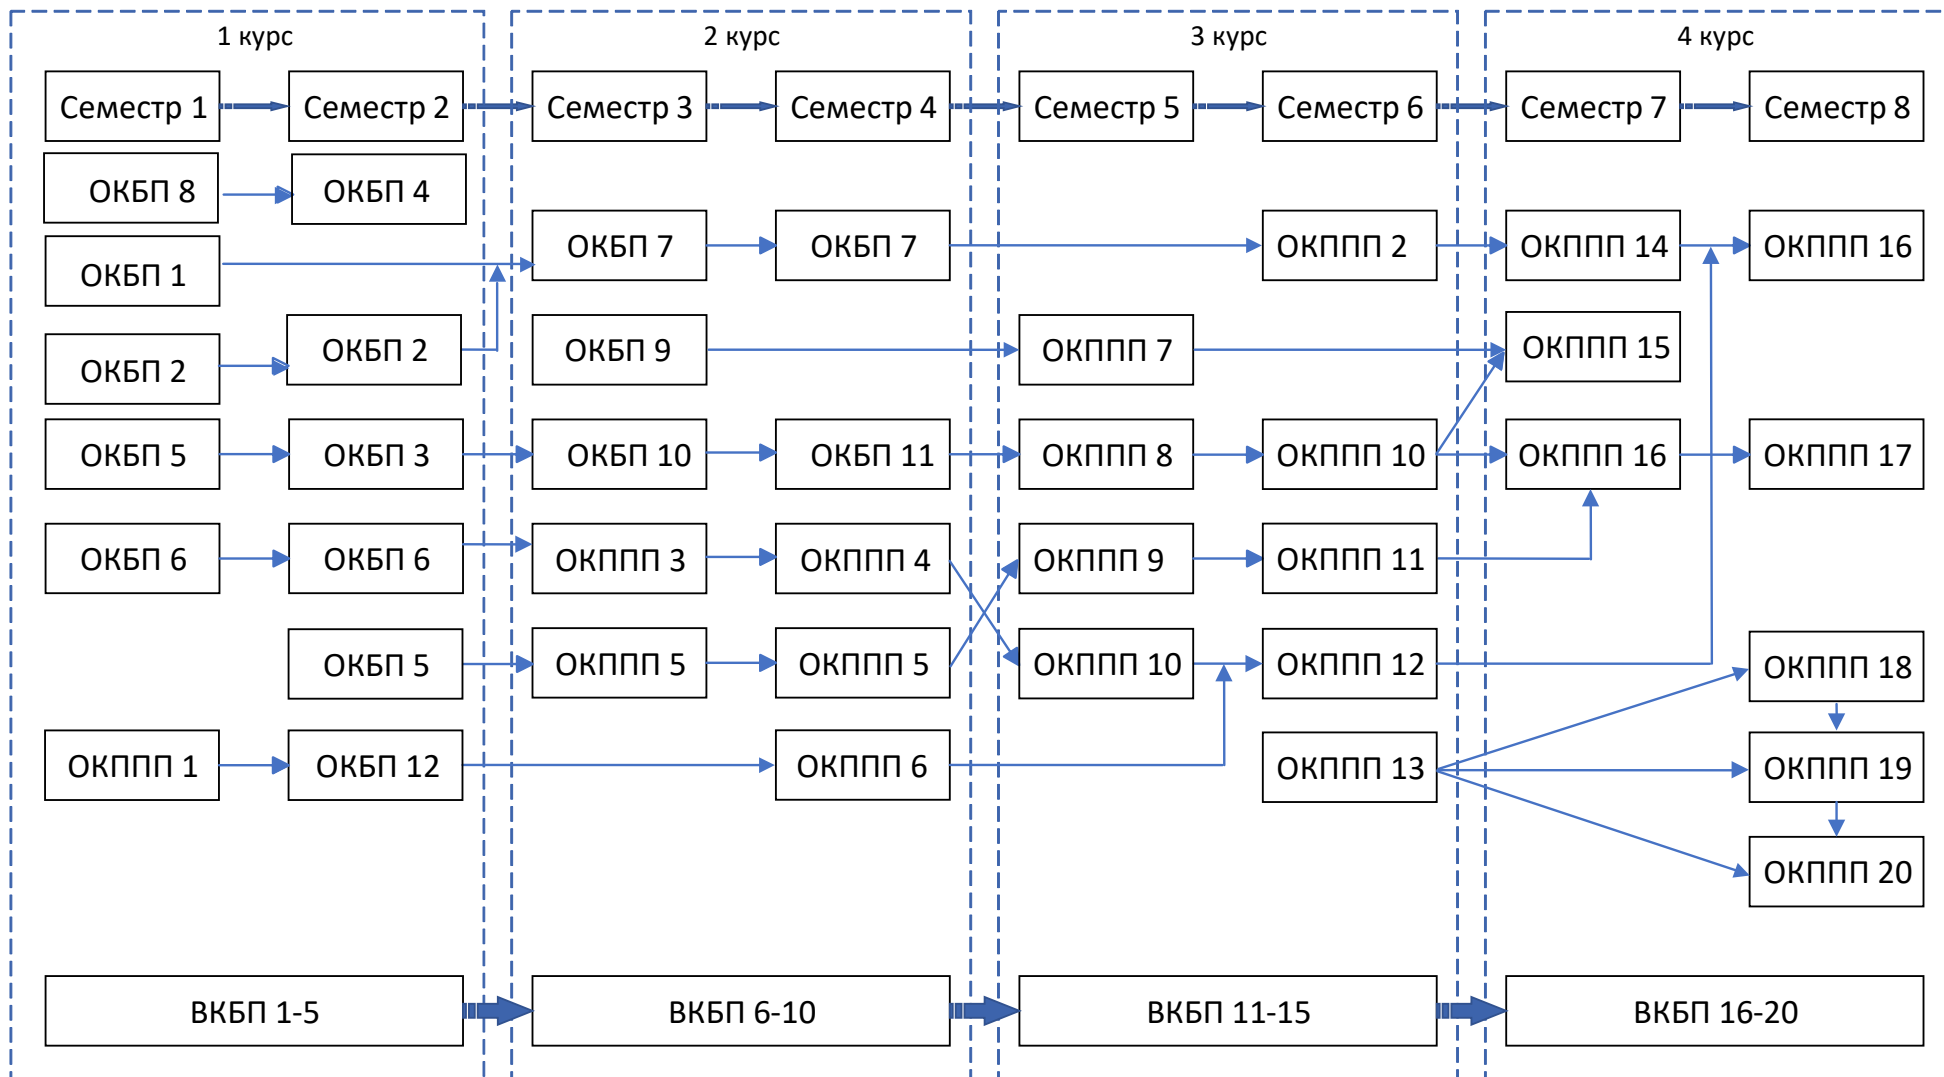 1 курс
2 курс
3 курс
4 курс
Семестр 1
Семестр 2
Семестр 3
Семестр 4
Семестр 5
Семестр 6
Семестр 7
Семестр 8
ОКБП 8
ОКБП 4
ОКБП 1
ОКБП 7
ОКБП 7
ОКППП 2
ОКППП 14
ОКППП 16
ОКБП 2
ОКБП 2
ОКБП 9
ОКППП 7
ОКППП 15
ОКБП 5
ОКБП 3
ОКБП 10
ОКБП 11
ОКППП 8
ОКППП 10
ОКППП 16
ОКППП 17
ОКБП 6
ОКБП 6
ОКППП 3
ОКППП 4
ОКППП 9
ОКППП 11
ОКБП 5
ОКППП 5
ОКППП 5
ОКППП 10
ОКППП 12
ОКППП 18
ОКППП 1
ОКБП 12
ОКППП 6
ОКППП 13
ОКППП 19
ОКППП 20
ВКБП 1-5
ВКБП 6-10
ВКБП 11-15
ВКБП 16-20